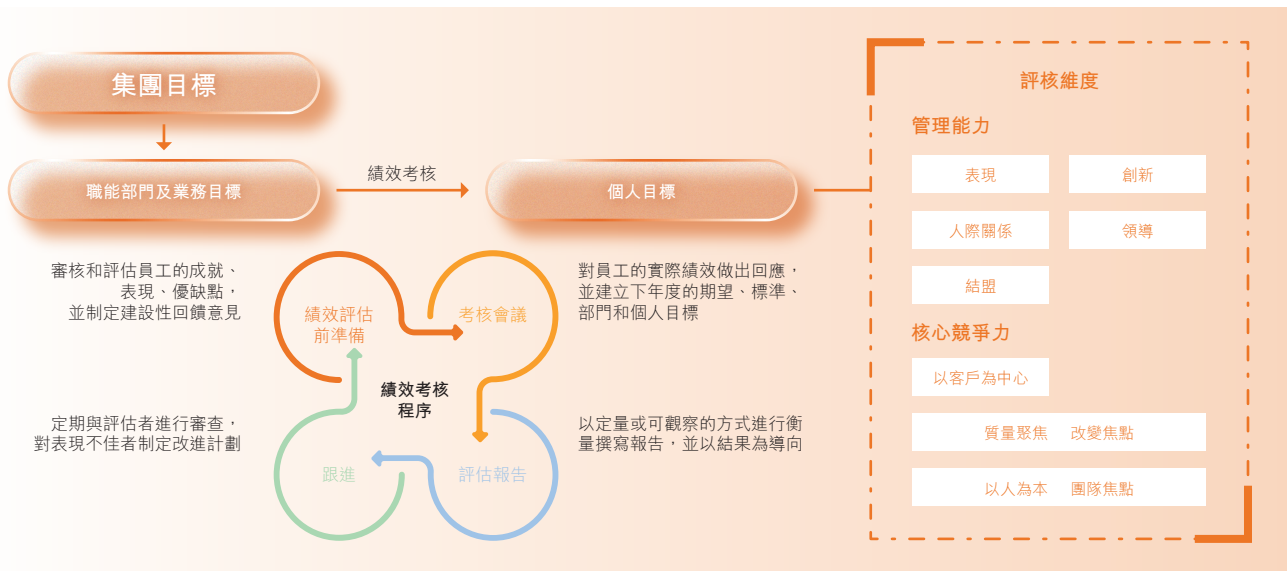 集團目標
職能部門及業務目標
績效考核
個人目標
審核和評估員工的成就、
表現、優缺點，
並制定建設性回饋意見
績效評估
前準備
考核會議
對員工的實際績效做出回應，
並建立下年度的期望、標準、
部門和個人目標
績效考核
程序
定期與評估者進行審查，
對表現不佳者制定改進計劃
跟進
評估報告
以定量或可觀察的方式進行衡
量撰寫報告，並以結果為導向
評核維度
管理能力
表現
創新
人際關係
領導
結盟
核心競爭力
以客戶為中心
質量聚焦 改變焦點
以人為本 團隊焦點